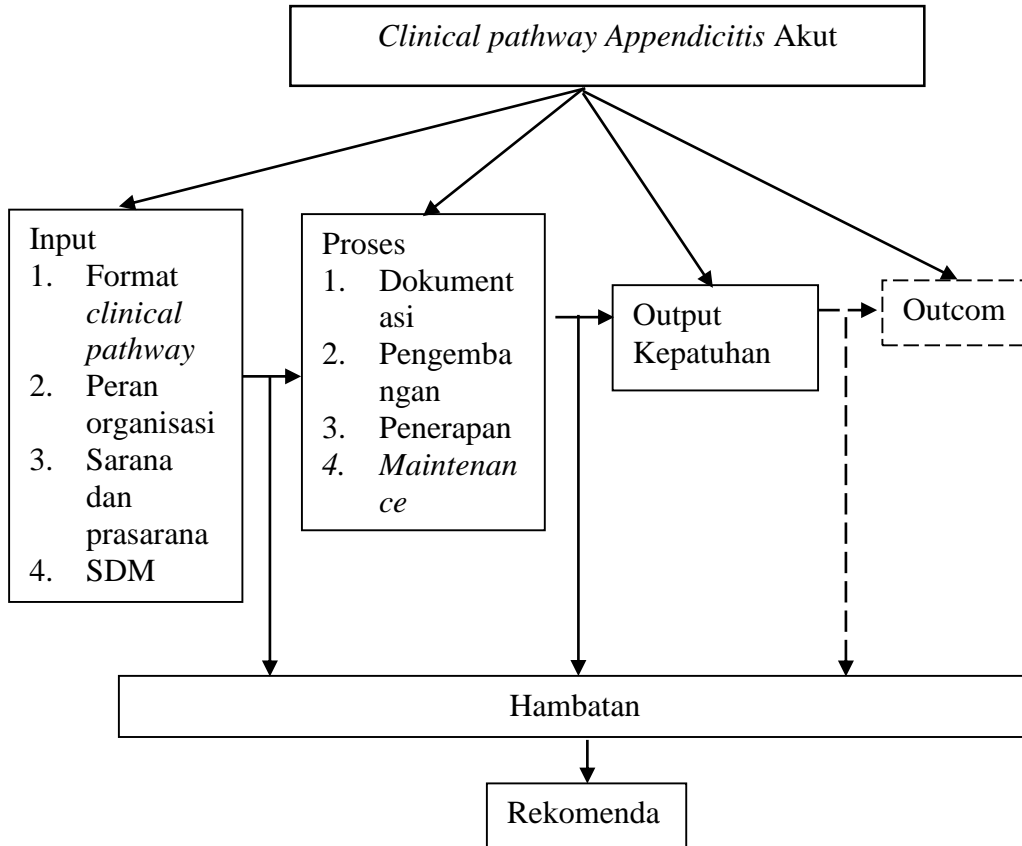 Clinical pathway Appendicitis Akut
Input
1. Format
clinical
pathway
2. Peran
organisasi
3. Sarana
dan
prasarana
4. SDM
Proses
1. Dokument
asi
2. Pengemba
ngan
3. Penerapan
4. Maintenan
ce
Output
Kepatuhan
Outcom
Hambatan
Rekomenda